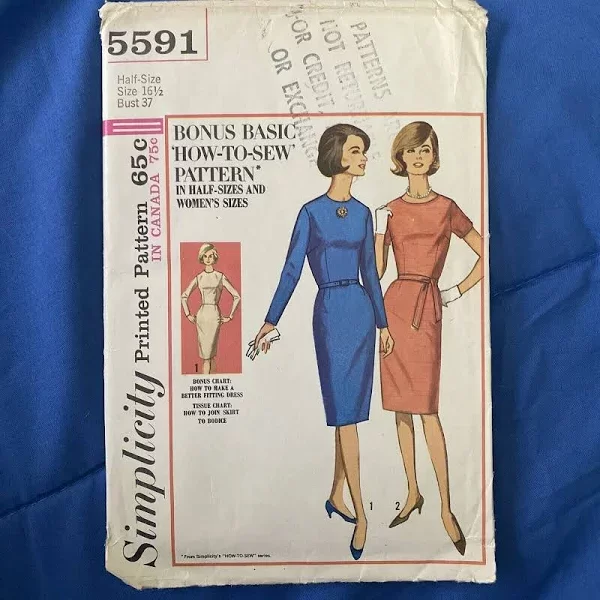 5591
Half-Size
Size 16½
Bust 37
Simplicity Printed Pattern 65c
IN CANADA 75c
PATTERNS
NOT RETURNABLE
FOR CREDIT
OR EXCHANGE
BONUS BASIC
'HOW-TO-SEW'
PATTERN*
IN HALF-SIZES AND
WOMEN'S SIZES
1
BONUS CHART:
HOW TO MAKE A
BETTER FITTING DRESS
TISSUE CHART:
HOW TO JOIN SKIRT
TO BODICE
1
2
*From Simplicity's "HOW-TO-SEW" series.